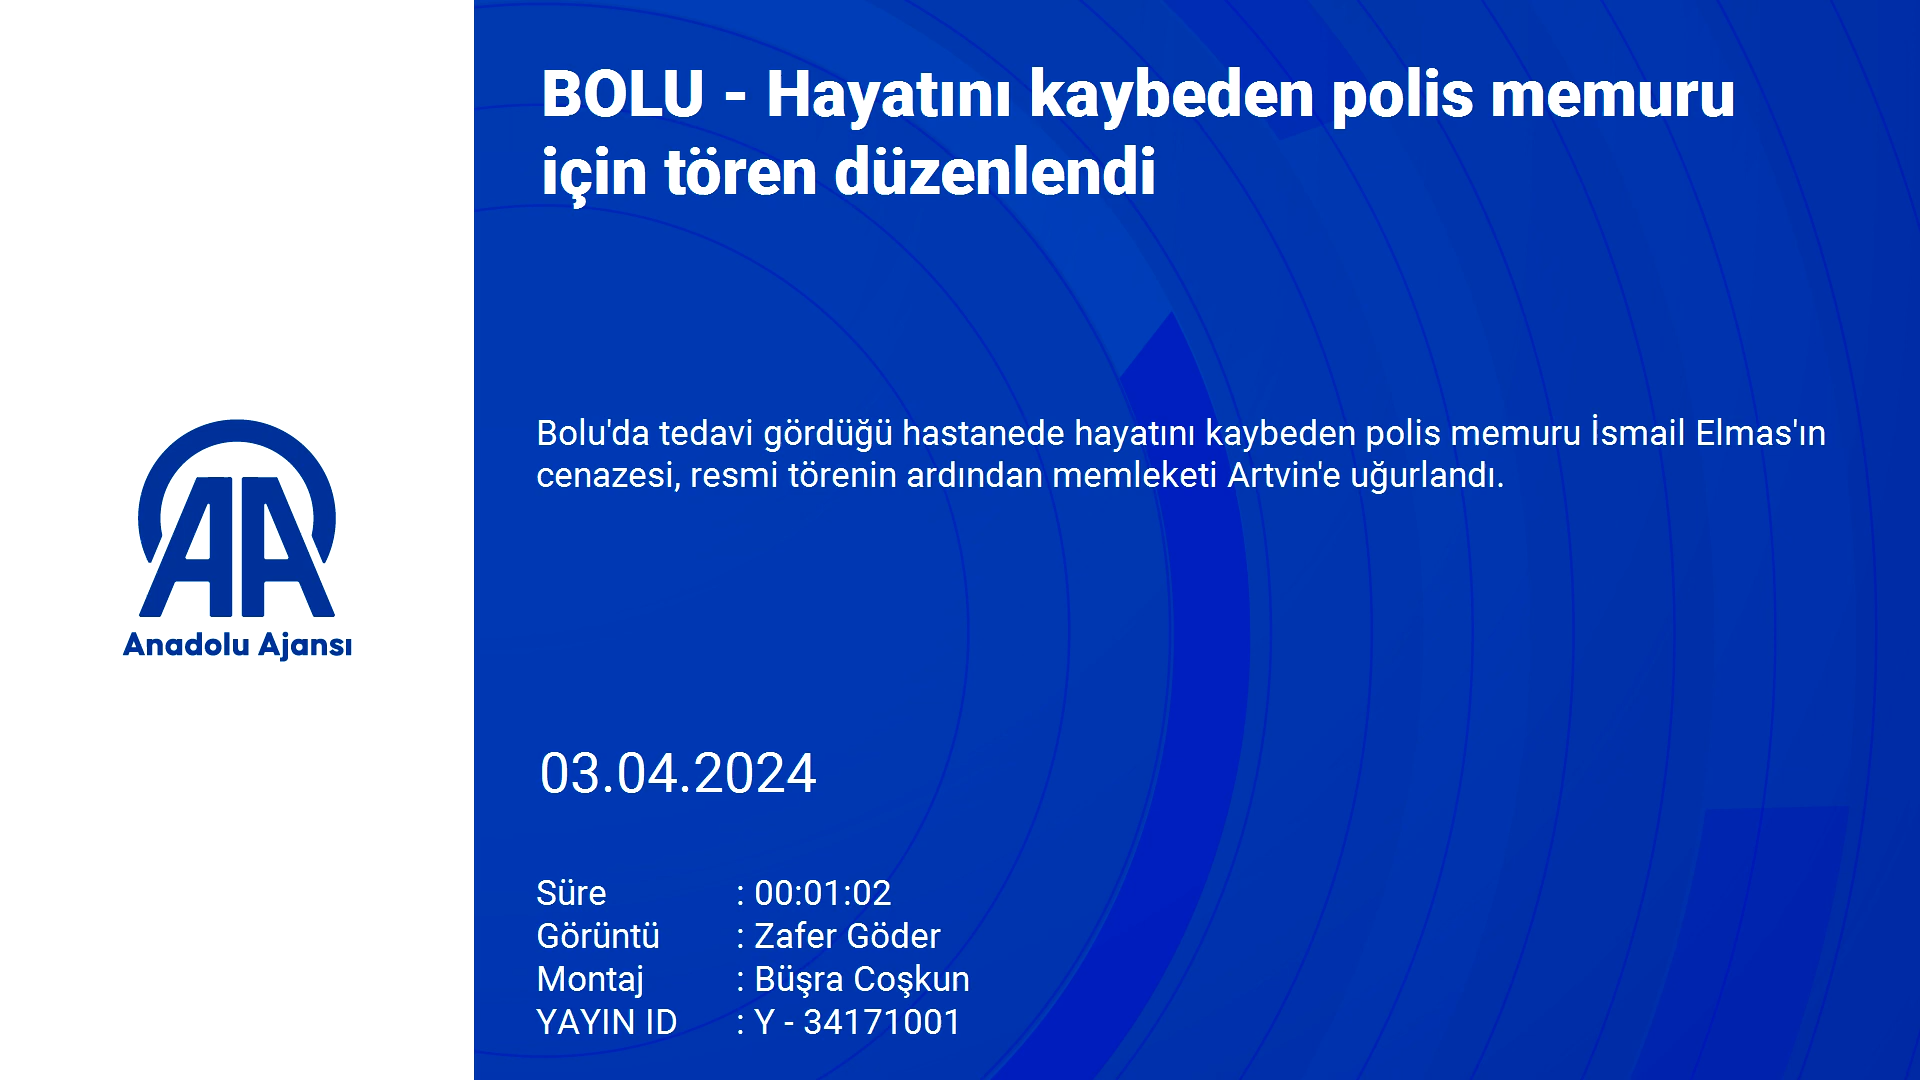 BOLU - Hayatını kaybeden polis memuru
için tören düzenlendi
Bolu'da tedavi gördüğü hastanede hayatını kaybeden polis memuru İsmail Elmas'ın
cenazesi, resmi törenin ardından memleketi Artvin'e uğurlandı.
AA
Anadolu Ajansı
03.04.2024
Süre : 00:01:02
Görüntü : Zafer Göder
Montaj : Büşra Coşkun
YAYIN ID : Y - 34171001